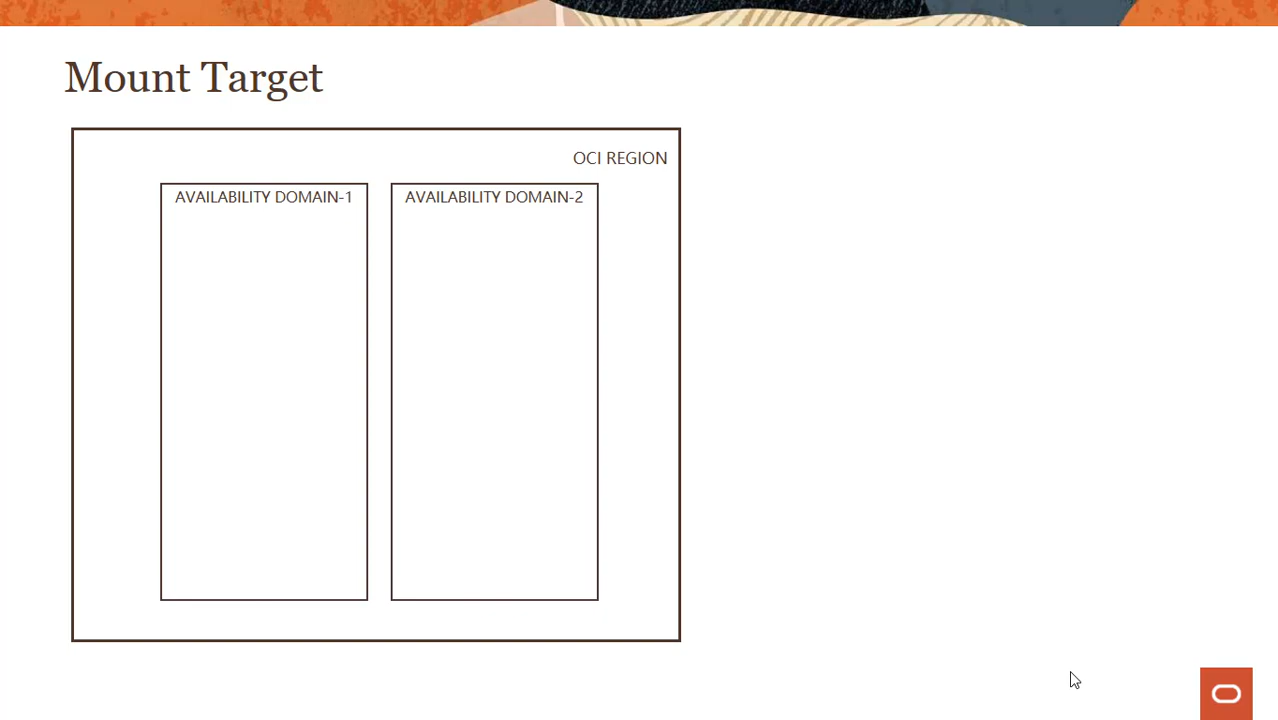 Mount Target
OCI REGION
AVAILABILITY DOMAIN-1
AVAILABILITY DOMAIN-2